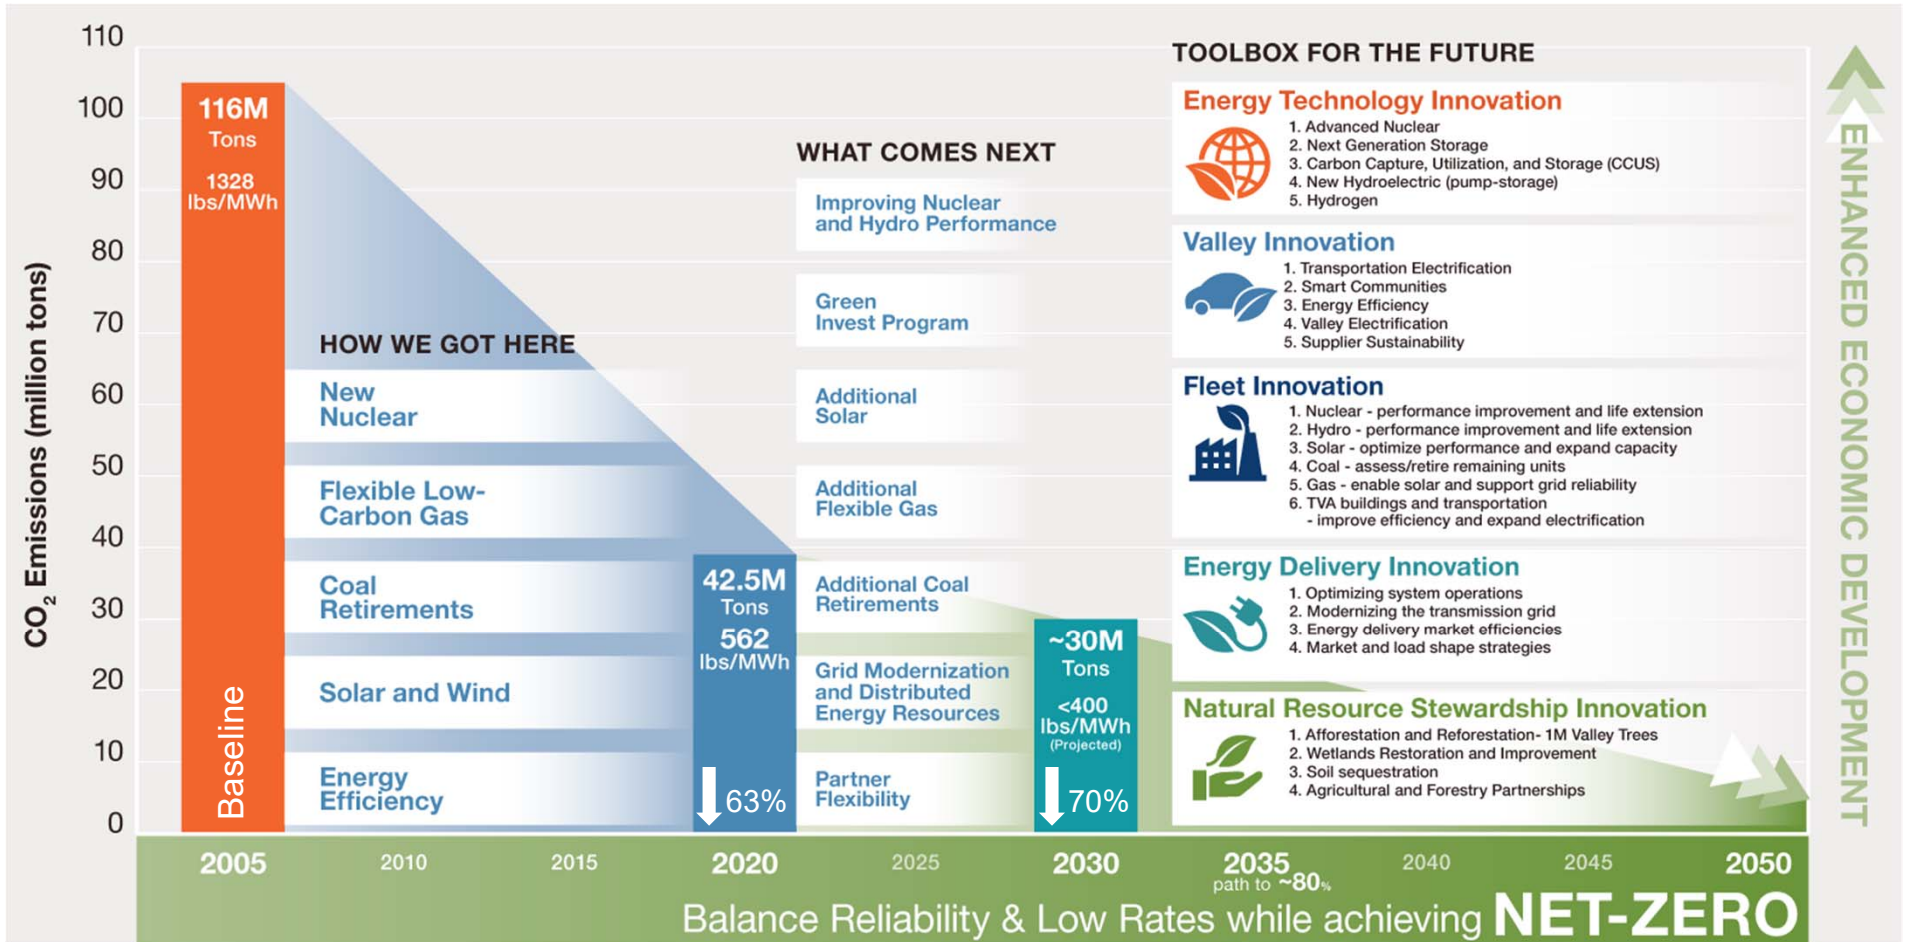 110
100
90
80
70
60
50
40
30
20
10
0
CO₂ Emissions (million tons)
116M
Tons
1328
lbs/MWh
Baseline
HOW WE GOT HERE
New
Nuclear
Flexible Low-
Carbon Gas
Coal
Retirements
Solar and Wind
Energy
Efficiency
42.5M
Tons
562
lbs/MWh
63%
WHAT COMES NEXT
Improving Nuclear
and Hydro Performance
Green
Invest Program
Additional
Solar
Additional
Flexible Gas
Additional Coal
Retirements
Grid Modernization
and Distributed
Energy Resources
Partner
Flexibility
~30M
Tons
<400
lbs/MWh
(Projected)
70%
TOOLBOX FOR THE FUTURE
Energy Technology Innovation
1. Advanced Nuclear
2. Next Generation Storage
3. Carbon Capture, Utilization, and Storage (CCUS)
4. New Hydroelectric (pump-storage)
5. Hydrogen
Valley Innovation
1. Transportation Electrification
2. Smart Communities
3. Energy Efficiency
4. Valley Electrification
5. Supplier Sustainability
Fleet Innovation
1. Nuclear - performance improvement and life extension
2. Hydro - performance improvement and life extension
3. Solar - optimize performance and expand capacity
4. Coal - assess/retire remaining units
5. Gas - enable solar and support grid reliability
6. TVA buildings and transportation
- improve efficiency and expand electrification
Energy Delivery Innovation
1. Optimizing system operations
2. Modernizing the transmission grid
3. Energy delivery market efficiencies
4. Market and load shape strategies
Natural Resource Stewardship Innovation
1. Afforestation and Reforestation- 1M Valley Trees
2. Wetlands Restoration and Improvement
3. Soil sequestration
4. Agricultural and Forestry Partnerships
ENHANCED ECONOMIC DEVELOPMENT
2005
2010
2015
2020
2025
2030
2035
path to ~80%
2040
2045
2050
Balance Reliability & Low Rates while achieving NET-ZERO